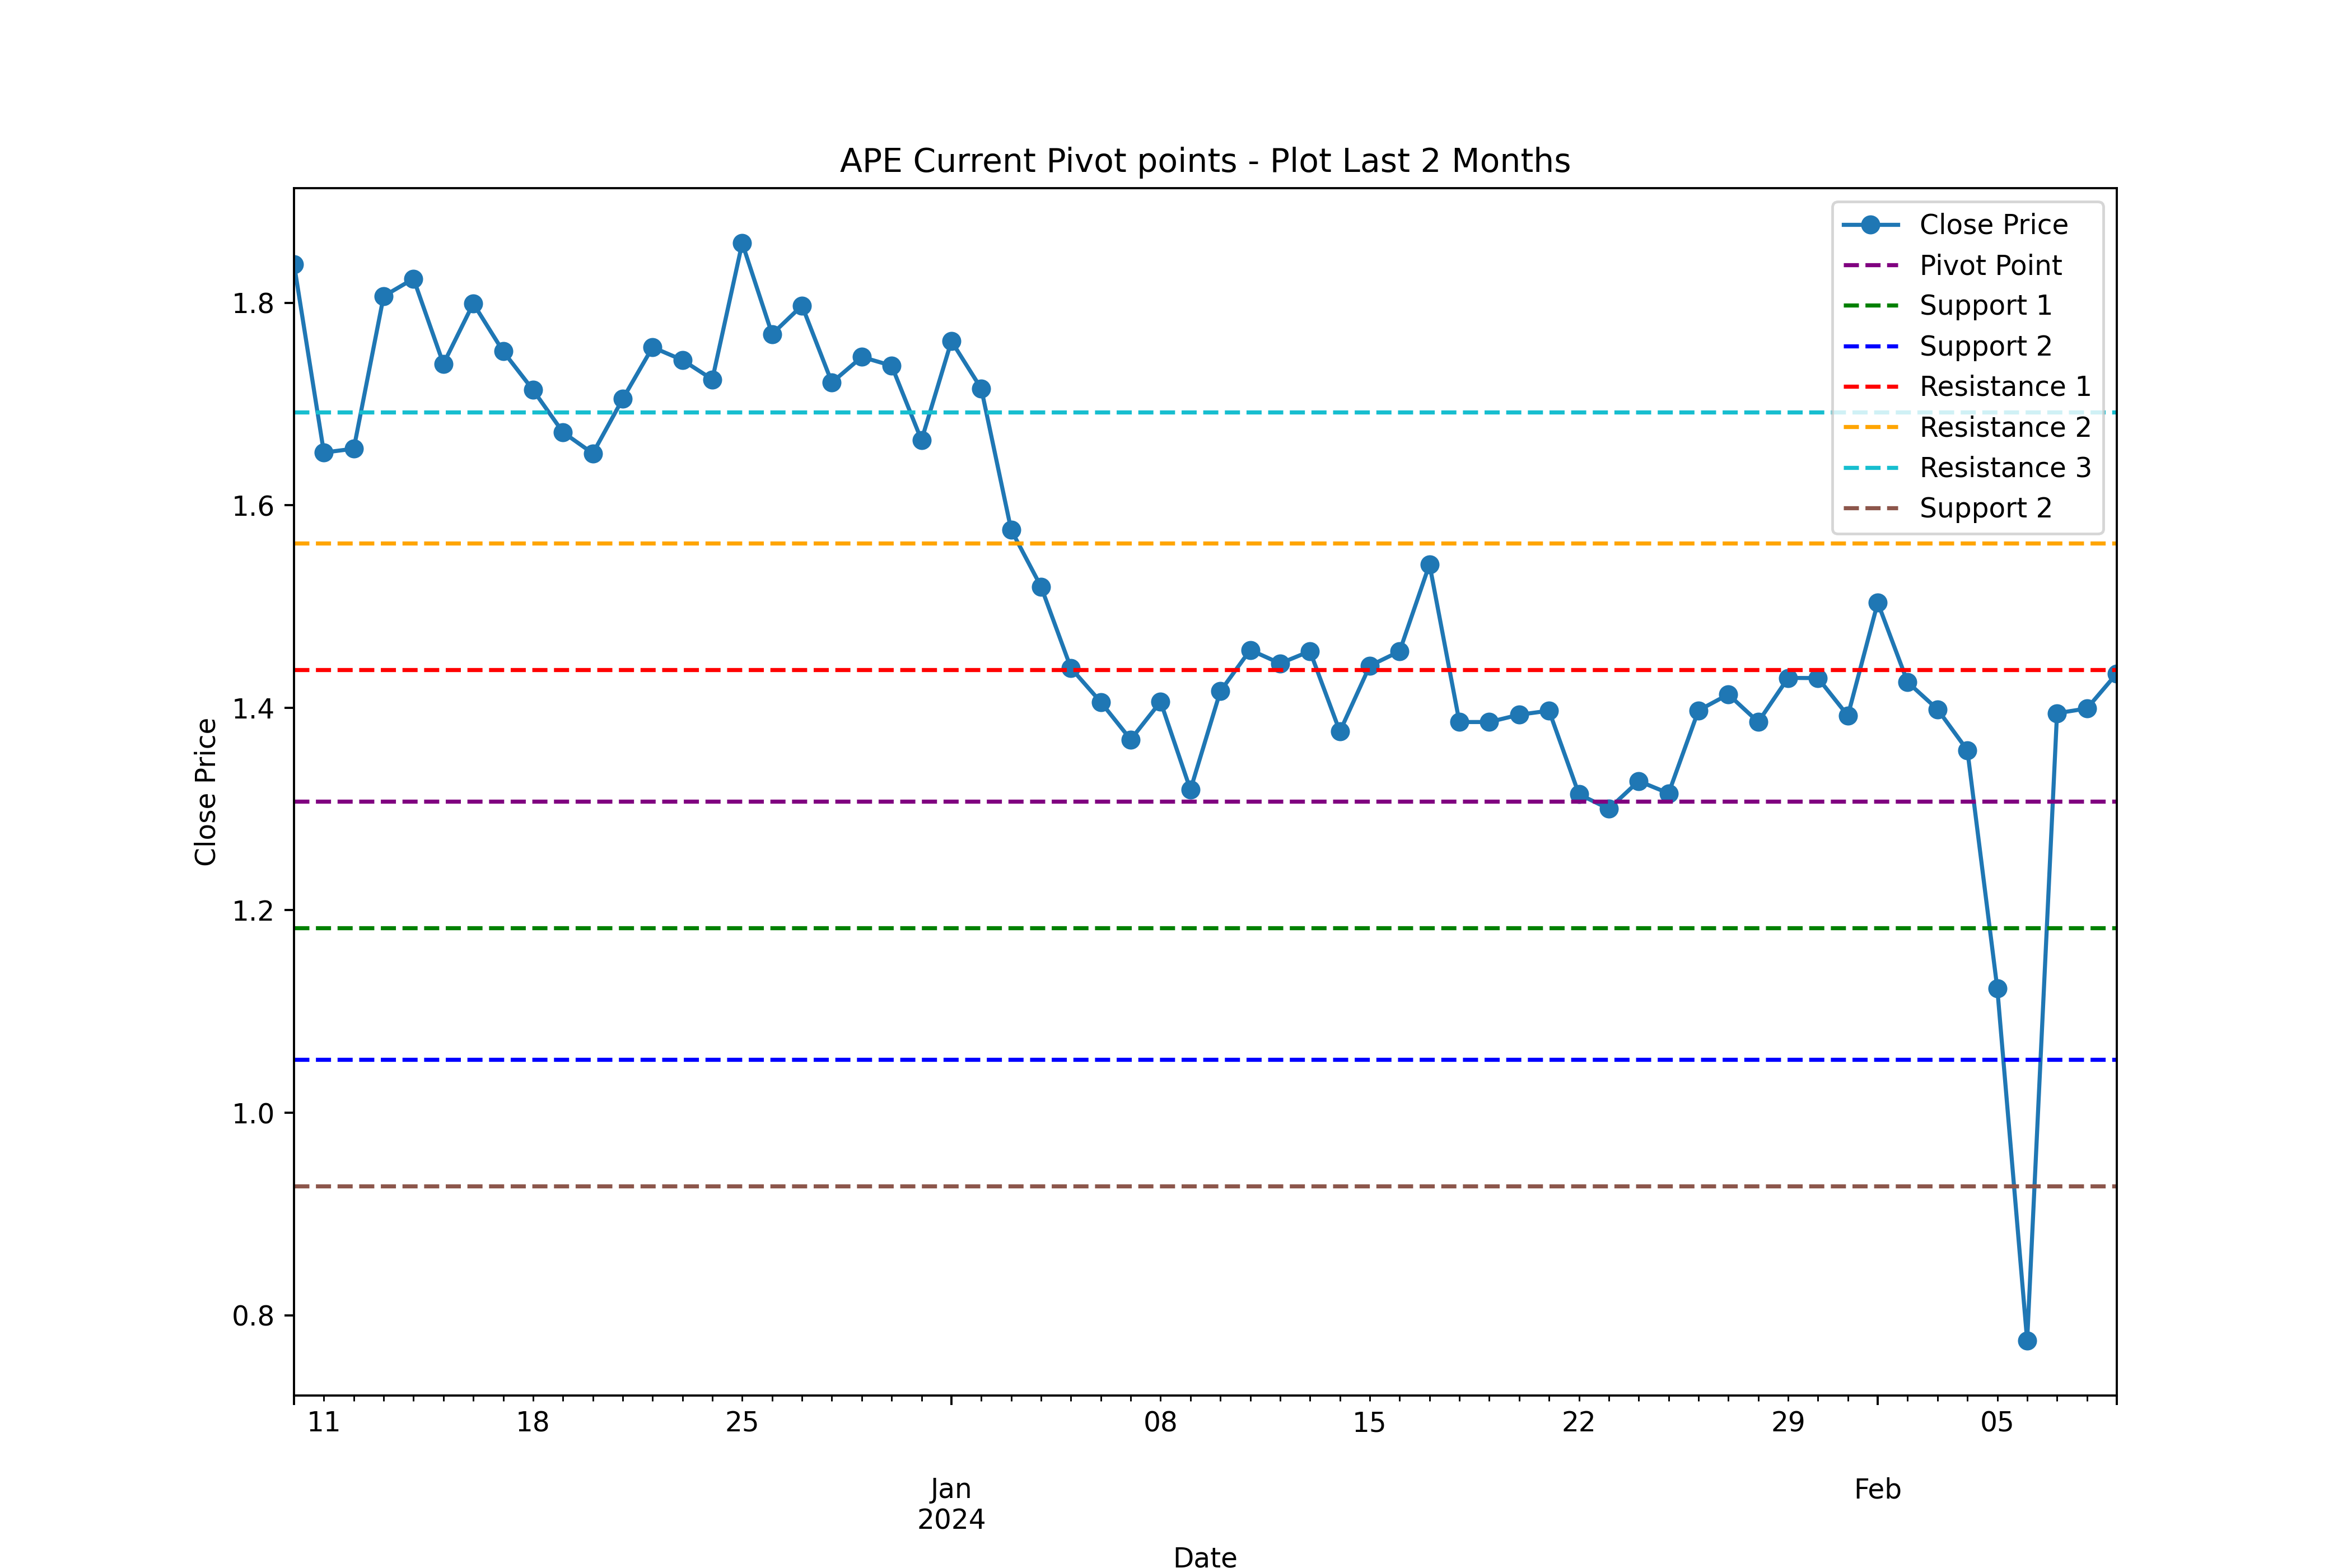 APE Current Pivot points - Plot Last 2 Months
Close Price
Pivot Point
Support 1
Support 2
Resistance 1
Resistance 2
Resistance 3
Support 2
1.8
1.6
1.4
1.2
1.0
0.8
Close Price
11 18 25 08 15 22 29 05
Jan Feb
2024
Date